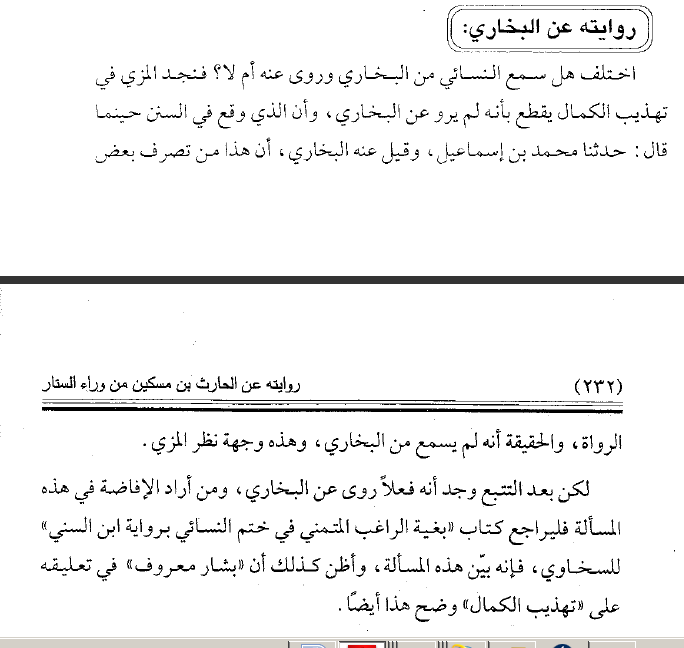 روايته عن البخاري:
اختلف هل سمع النسائي من البخاري وروى عنه أم لا؟ فنجد المزي في
تهذيب الكمال يقطع بأنه لم يرو عن البخاري، وأن الذي وقع في السنن حينما
قال: حدثنا محمد بن إسماعيل، وقيل عنه البخاري، أن هذا من تصرف بعض
(٢٣٢) روايته عن الحارث بن مسكين من وراء الستار
الرواة، والحقيقة أنه لم يسمع من البخاري، وهذه وجهة نظر المزي.
لكن بعد التتبع وجد أنه فعلاً روى عن البخاري، ومن أراد الإفاضة في هذه
المسألة فليراجع كتاب «بغية الراغب المتمني في ختم النسائي برواية ابن السني»
للسخاوي، فإنه بيّن هذه المسألة، وأظن كذلك أن «بشار معروف» في تعليقه
على «تهذيب الكمال» وضح هذا أيضًا.